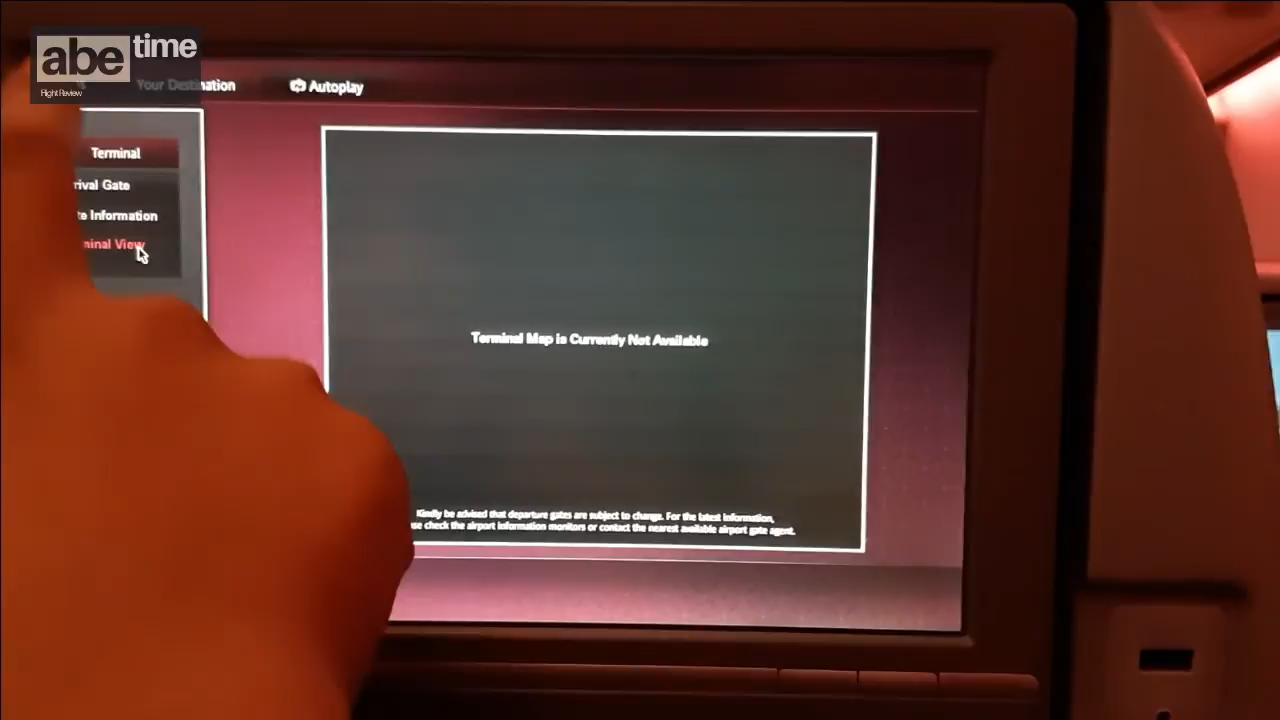 abe time
Flight Review
Your Destination
Autoplay
Terminal
rival Gate
te Information
minal View
Terminal Map is Currently Not Available
Kindly be advised that departure gates are subject to change. For the latest information,
se check the airport information monitors or contact the nearest available airport gate agent.